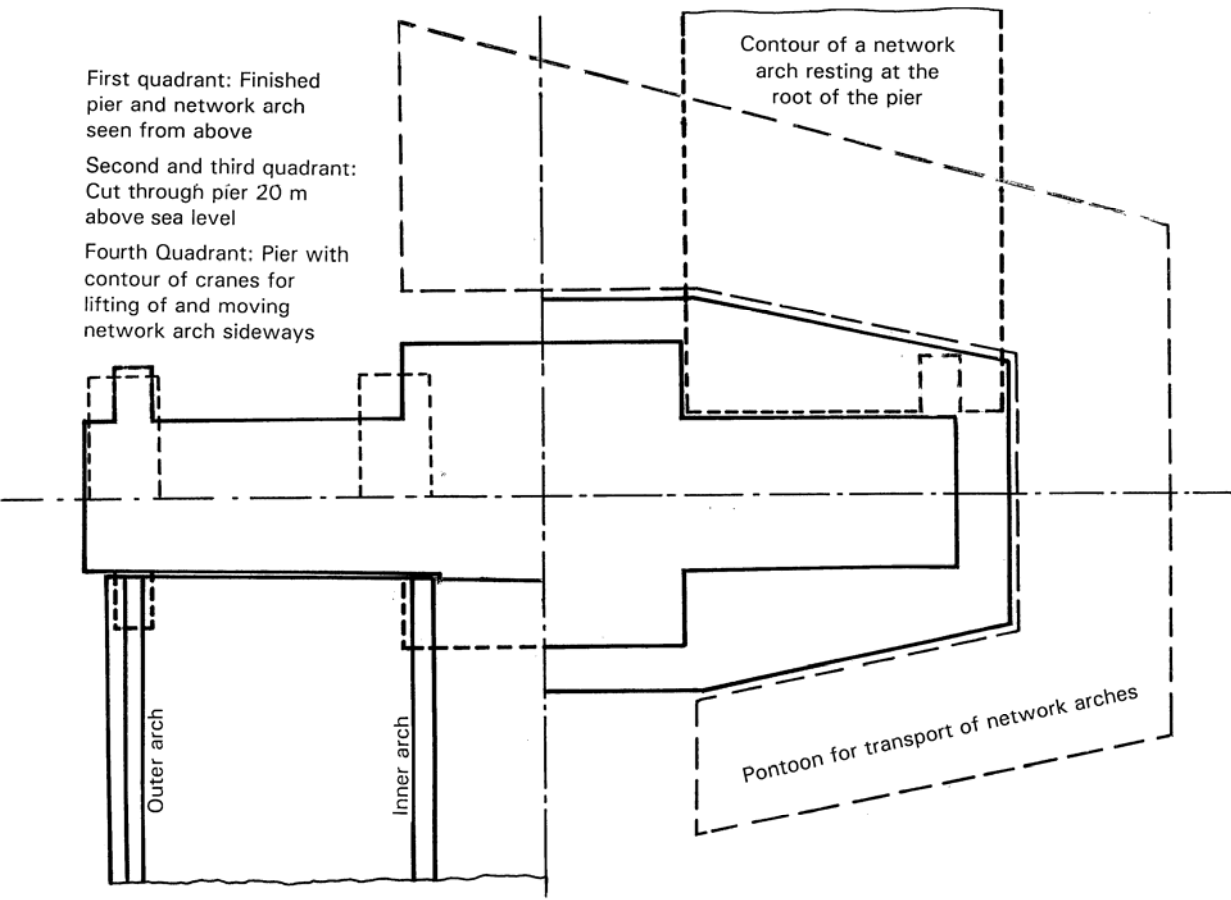 First quadrant: Finished
pier and network arch
seen from above
Second and third quadrant:
Cut through pier 20 m
above sea level
Fourth Quadrant: Pier with
contour of cranes for
lifting of and moving
network arch sideways
Contour of a network
arch resting at the
root of the pier
Outer arch
Inner arch
Pontoon for transport of network arches